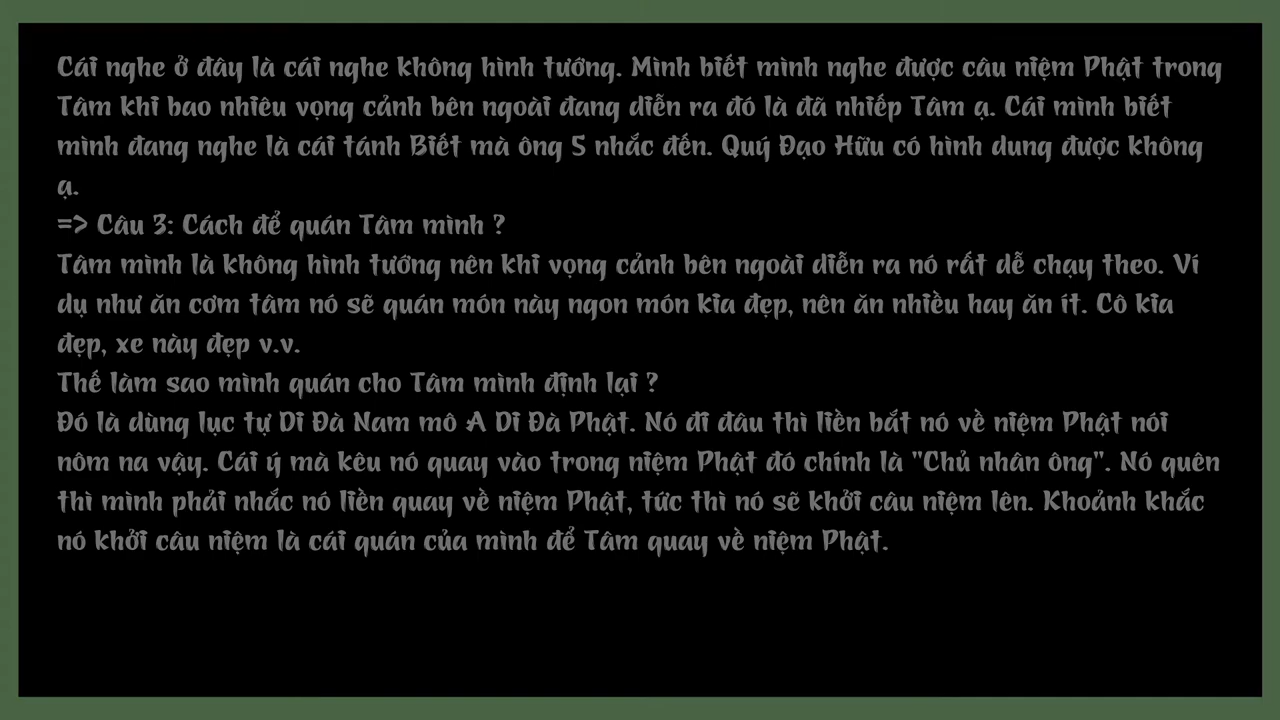 Cái nghe ở đây là cái nghe không hình tướng. Mình biết mình nghe được câu niệm Phật trong
Tâm khi bao nhiêu vọng cảnh bên ngoài đang diễn ra đó là đã nhiếp Tâm ạ. Cái mình biết
mình đang nghe là cái tánh Biết mà ông 5 nhắc đến. Quý Đạo Hữu có hình dung được không
ạ.
=> Câu 3: Cách để quán Tâm mình ?
Tâm mình là không hình tướng nên khi vọng cảnh bên ngoài diễn ra nó rất dễ chạy theo. Ví
dụ như ăn cơm tâm nó sẽ quán món này ngon món kia đẹp, nên ăn nhiều hay ăn ít. Cô kia
đẹp, xe này đẹp v.v.
Thế làm sao mình quán cho Tâm mình định lại ?
Đó là dùng lục tự Di Đà Nam mô A Di Đà Phật. Nó đi đâu thì liền bắt nó về niệm Phật nói
nôm na vậy. Cái ý mà kêu nó quay vào trong niệm Phật đó chính là "Chủ nhân ông". Nó quên
thì mình phải nhắc nó liền quay về niệm Phật, tức thì nó sẽ khởi câu niệm lên. Khoảnh khắc
nó khởi câu niệm là cái quán của mình để Tâm quay về niệm Phật.